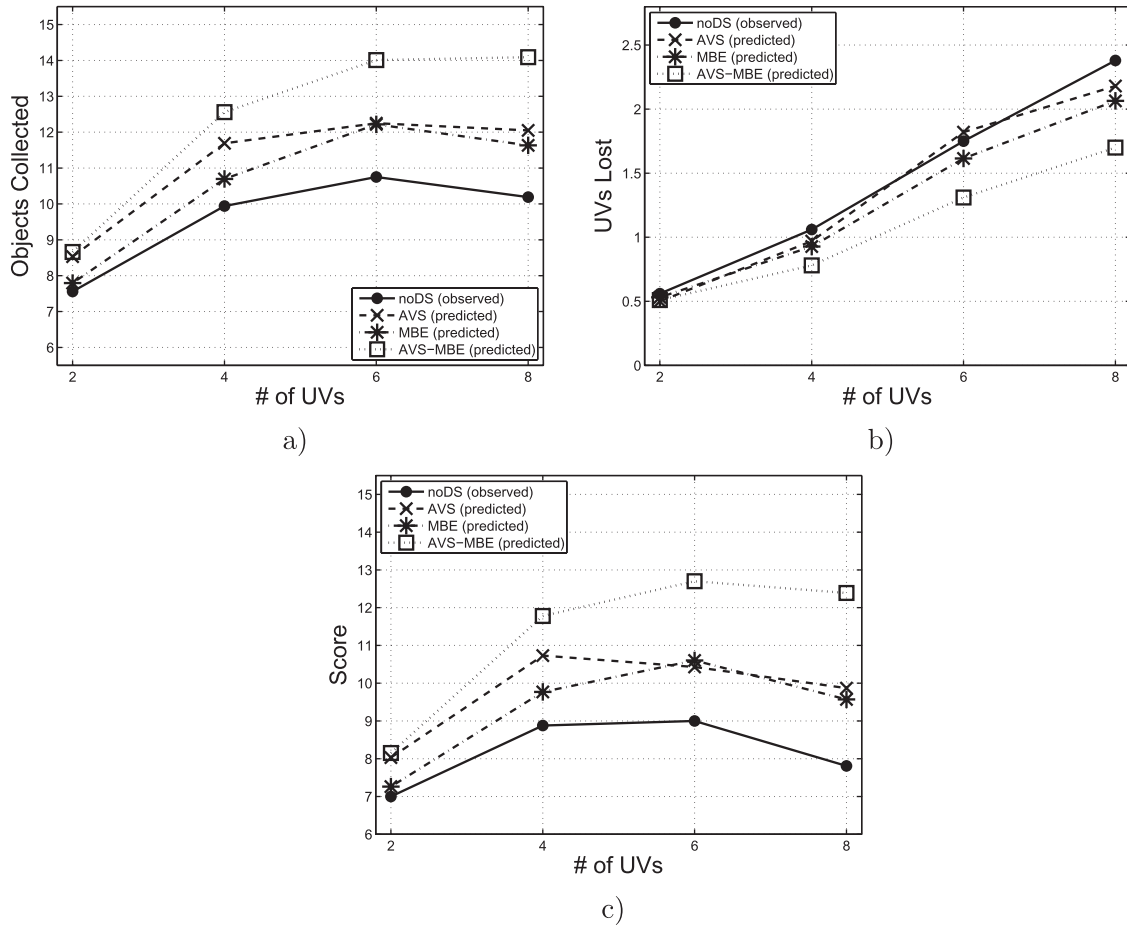 15
14
13
12
11
10
9
8
7
6
Objects Collected
noDS (observed)
AVS (predicted)
MBE (predicted)
AVS-MBE (predicted)
2 4 6 8
# of UVs
a)
noDS (observed)
AVS (predicted)
MBE (predicted)
AVS-MBE (predicted)
2.5
2
1.5
1
0.5
0
UVs Lost
2 4 6 8
# of UVs
b)
noDS (observed)
AVS (predicted)
MBE (predicted)
AVS-MBE (predicted)
15
14
13
12
11
10
9
8
7
6
Score
2 4 6 8
# of UVs
c)